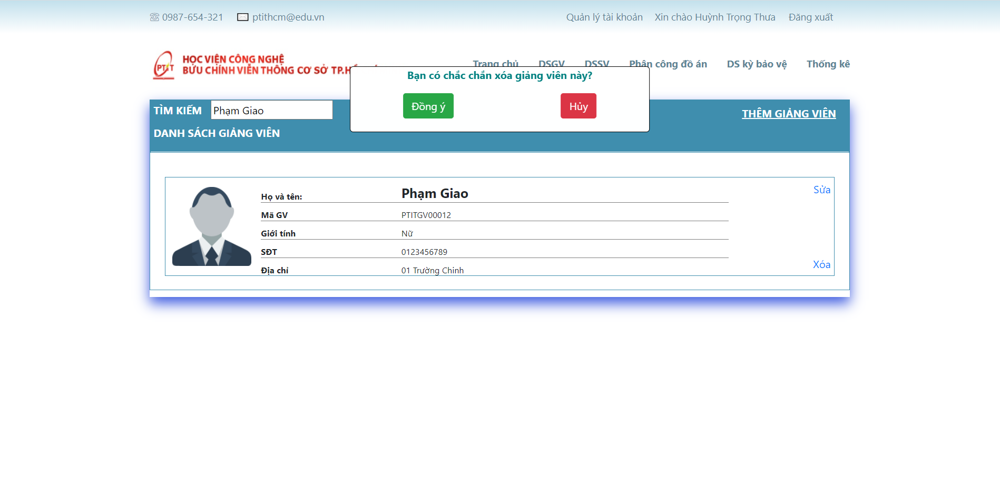 0987-654-321 ptithcm@edu.vn Quản lý tài khoản Xin chào Huỳnh Trọng Thưa Đăng xuất
PTIT
HỌC VIỆN CÔNG NGHỆ
BƯU CHÍNH VIỄN THÔNG CƠ SỞ TP.HỒ
Trang chủ DSGV DSSV Phân công đồ án DS kỳ bảo vệ Thống kê
Bạn có chắc chắn xóa giảng viên này?
Đồng ý Hủy
TÌM KIẾM Phạm Giao THÊM GIẢNG VIÊN
DANH SÁCH GIẢNG VIÊN
Họ và tên: Phạm Giao Sửa
Mã GV PTITGV00012
Giới tính Nữ
SĐT 0123456789
Địa chỉ 01 Trường Chinh Xóa